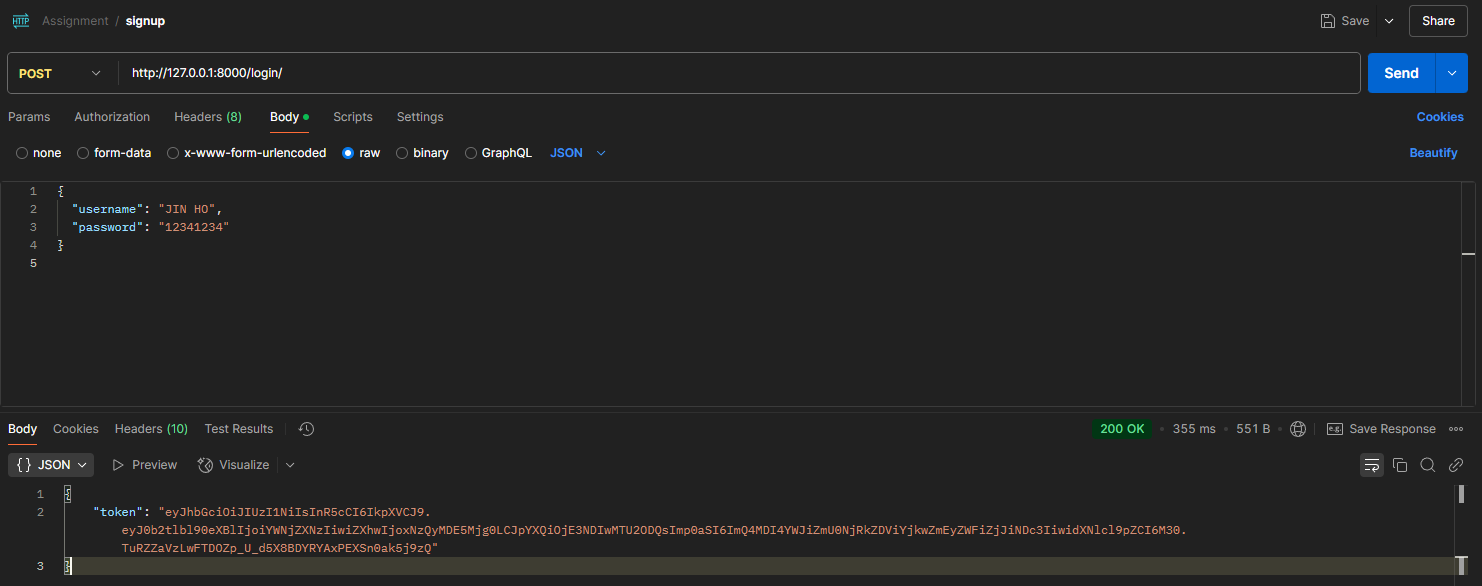 HTTP Assignment / signup Save Share
POST http://127.0.0.1:8000/login/ Send
Params Authorization Headers (8) Body Scripts Settings Cookies
none form-data x-www-form-urlencoded raw binary GraphQL JSON Beautify
1 {
2 "username": "JIN HO",
3 "password": "12341234"
4 }
5
Body Cookies Headers (10) Test Results 200 OK 355 ms 551 B e.g. Save Response
{} JSON Preview Visualize
1 {
2 "token": "eyJhbGciOiJIUzI1NiIsInR5cCI6IkpXVCJ9.
eyJ0b2tlbl90eXBlIjoiYWNjZXNzIiwiZXhwIjoxNzQyMDE5Mjg0LCJpYXQiOjE3NDIwMTU2ODQsImp0aSI6ImQ4MDI4YWJiZmU0NjRkZDViYjkwZmEyZWFiZjJiNDc3IiwidXNlcl9pZCI6M30.
TuRZZaVzLwFTDOZp_U_d5X8BDYRYAxPEXSn0ak5j9zQ"
3 }